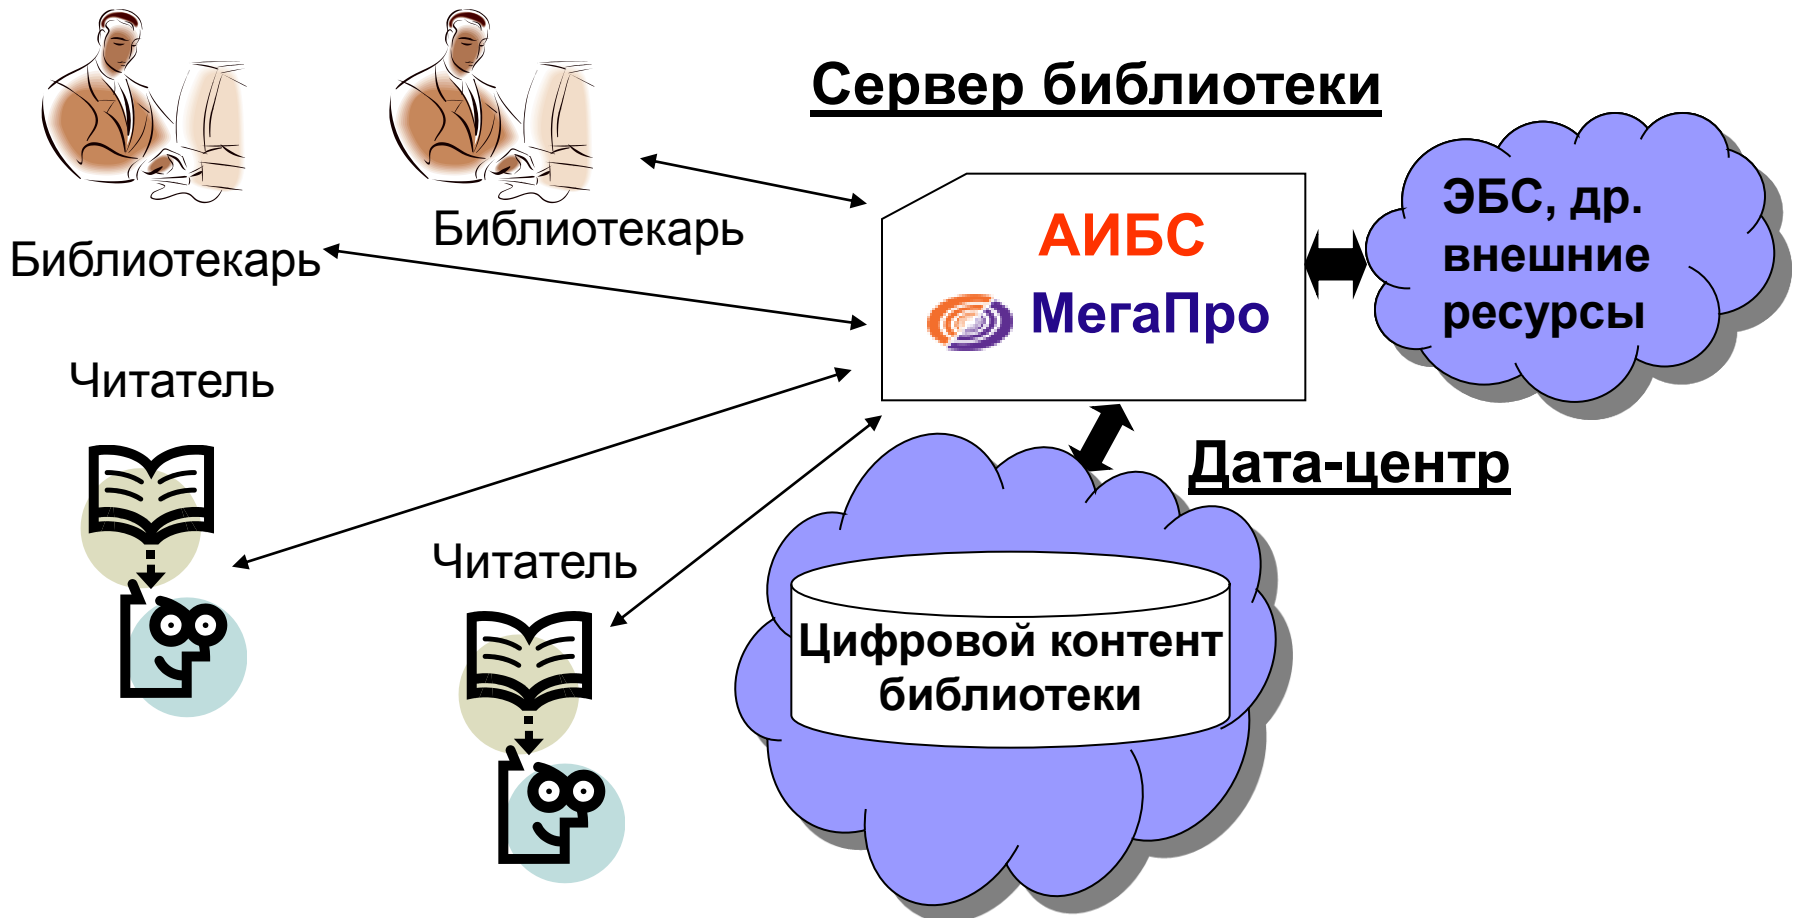 Сервер библиотеки
Библиотекарь
Библиотекарь
АИБС
МегаПро
ЭБС, др.
внешние
ресурсы
Читатель
Читатель
Дата-центр
Цифровой контент
библиотеки